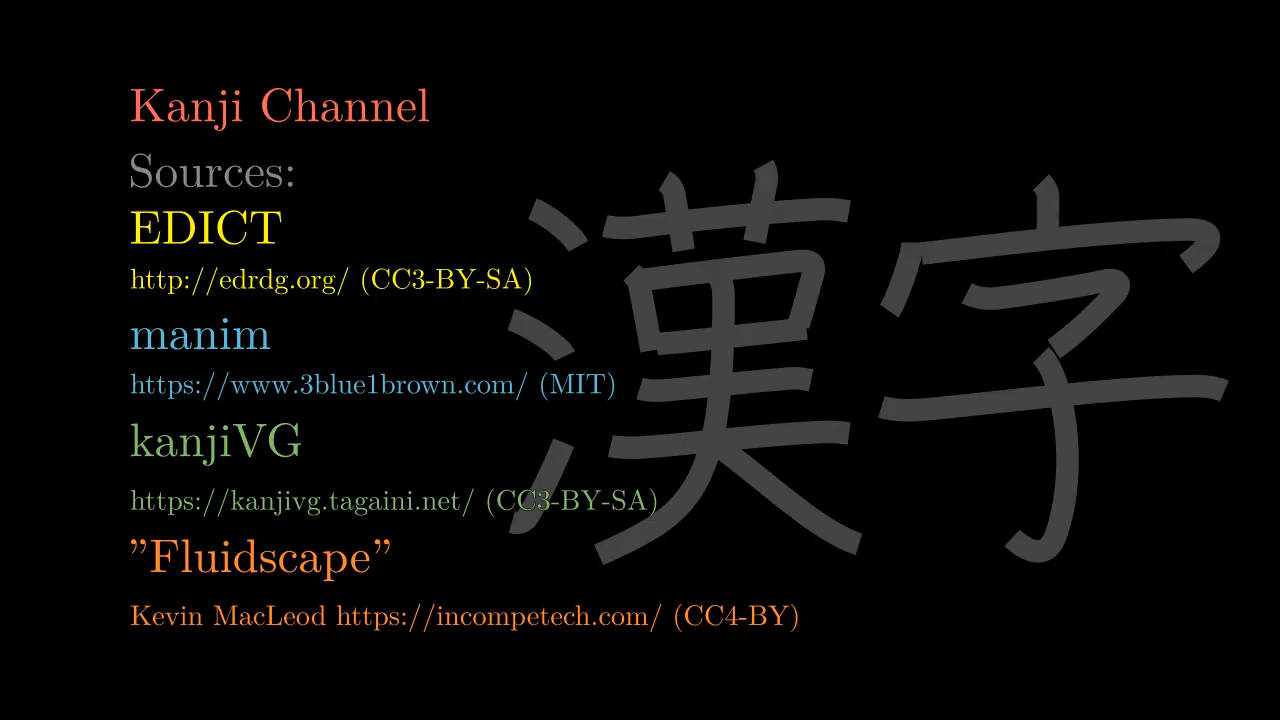 Kanji Channel
Sources:
EDICT
http://edrdg.org/ (CC3-BY-SA)
manim
https://www.3blue1brown.com/ (MIT)
kanjiVG
https://kanjivg.tagaini.net/ (CC3-BY-SA)
”Fluidscape”
Kevin MacLeod https://incompetech.com/ (CC4-BY)
漢字